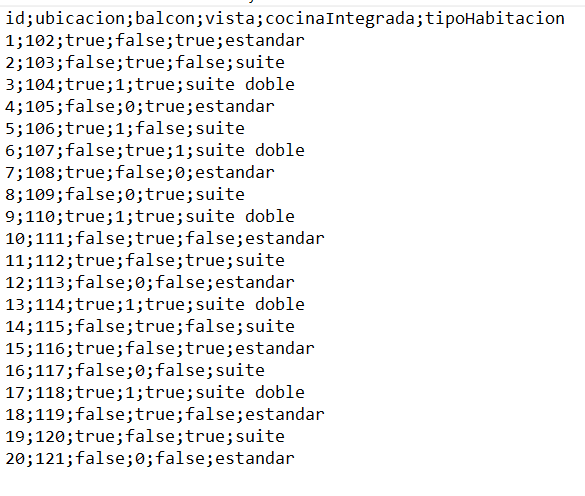 id;ubicacion;balcon;vista;cocinaIntegrada;tipoHabitacion
1;102;true;false;true;estandar
2;103;false;true;false;suite
3;104;true;1;true;suite doble
4;105;false;0;true;estandar
5;106;true;1;false;suite
6;107;false;true;1;suite doble
7;108;true;false;0;estandar
8;109;false;0;true;suite
9;110;true;1;true;suite doble
10;111;false;true;false;estandar
11;112;true;false;true;suite
12;113;false;0;false;estandar
13;114;true;1;true;suite doble
14;115;false;true;false;suite
15;116;true;false;true;estandar
16;117;false;0;false;suite
17;118;true;1;true;suite doble
18;119;false;true;false;estandar
19;120;true;false;true;suite
20;121;false;0;false;estandar